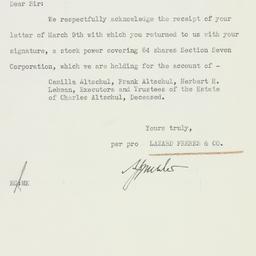 Dear Sir:
We respectfully acknowledge the receipt of your
letter of March 9th with which you returned to us with your
signature, a stock power covering 64 shares Section Seven
Corporation, which we are holding for the account of -
Camilla Altschul, Frank Altschul, Herbert H.
Lehman, Executors and Trustees of the Estate
of Charles Altschul, Deceased.
Yours truly,
per pro LAZARD FRERES & CO.